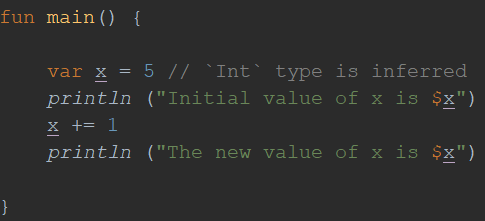 fun main() {
var x = 5 // `Int` type is inferred
println ("Initial value of x is $x")
x += 1
println ("The new value of x is $x")
}